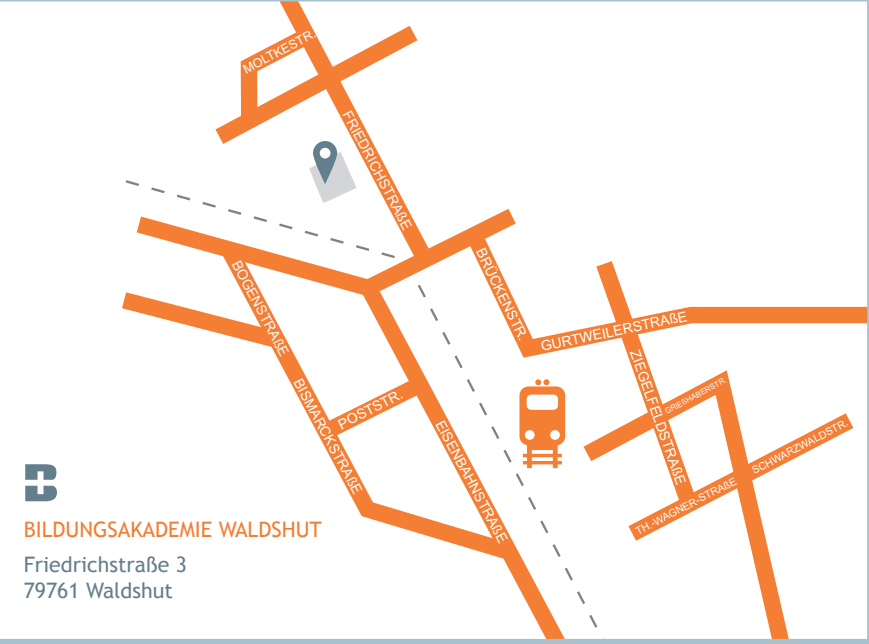 MOLTKESTR.
FRIEDRICHSTRAßE
BOGENSTRAßE
BRÜCKENSTR.
GURTWEILERSTRAßE
ZIEGELFELDSTRAßE
GRIEßHABERSTR.
BISMARCKSTRAßE
POSTSTR.
EISENBAHNSTRAßE
SCHWARZWALDSTR.
TH.-WAGNER-STRAßE
B
BILDUNGSAKADEMIE WALDSHUT
Friedrichstraße 3
79761 Waldshut